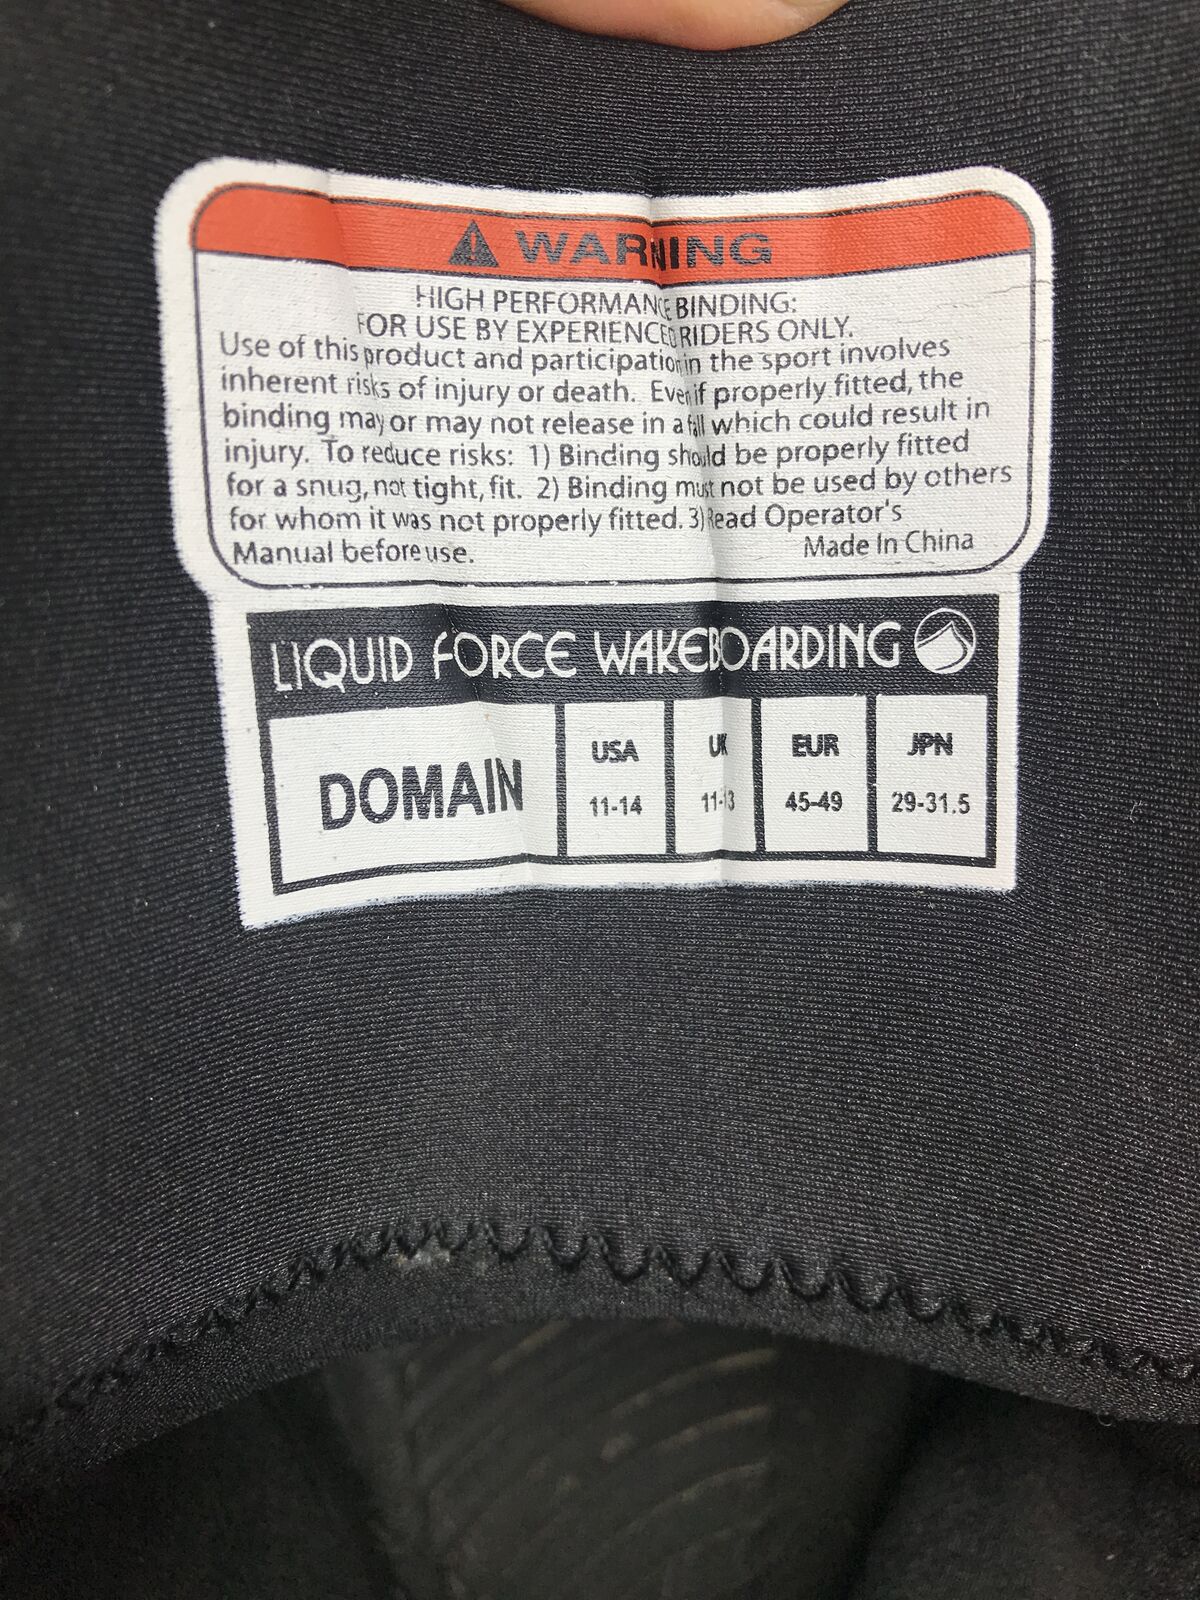 WARNING
HIGH PERFORMANCE BINDING:
FOR USE BY EXPERIENCED RIDERS ONLY.
Use of this product and participation in the sport involves
inherent risks of injury or death. Even if properly fitted, the
binding may or may not release in a fall which could result in
injury. To reduce risks: 1) Binding should be properly fitted
for a snug, not tight, fit. 2) Binding must not be used by others
for whom it was not properly fitted. 3) Read Operator's
Manual before use. Made In China
LIQUID FORCE WAKEBOARDING
DOMAIN
USA UK EUR JPN
11-14 11-13 45-49 29-31.5